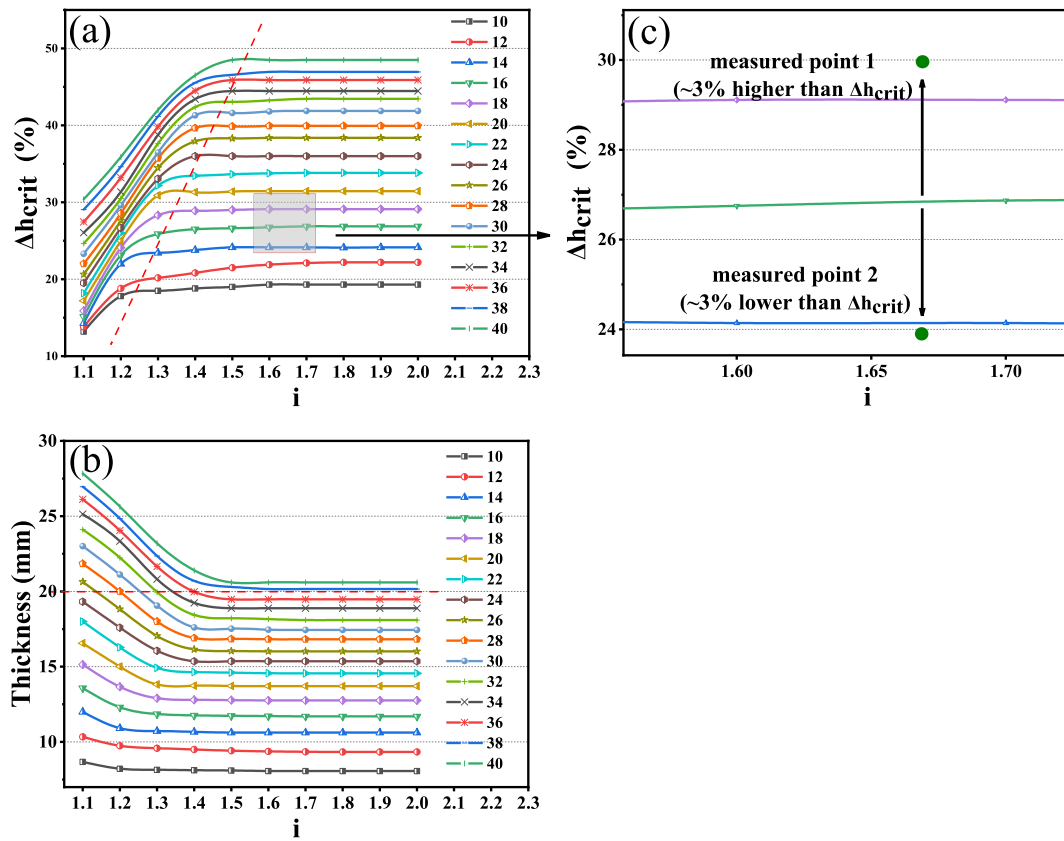 (a)
Δhcrit (%)
50
40
30
20
10
1.1 1.2 1.3 1.4 1.5 1.6 1.7 1.8 1.9 2.0 2.1 2.2 2.3
i
10
12
14
16
18
20
22
24
26
28
30
32
34
36
38
40
(c)
Δhcrit (%)
30
28
26
24
measured point 1
(~3% higher than Δhcrit)
measured point 2
(~3% lower than Δhcrit)
1.60 1.65 1.70
i
(b)
Thickness (mm)
30
25
20
15
10
1.1 1.2 1.3 1.4 1.5 1.6 1.7 1.8 1.9 2.0 2.1 2.2 2.3
i
10
12
14
16
18
20
22
24
26
28
30
32
34
36
38
40